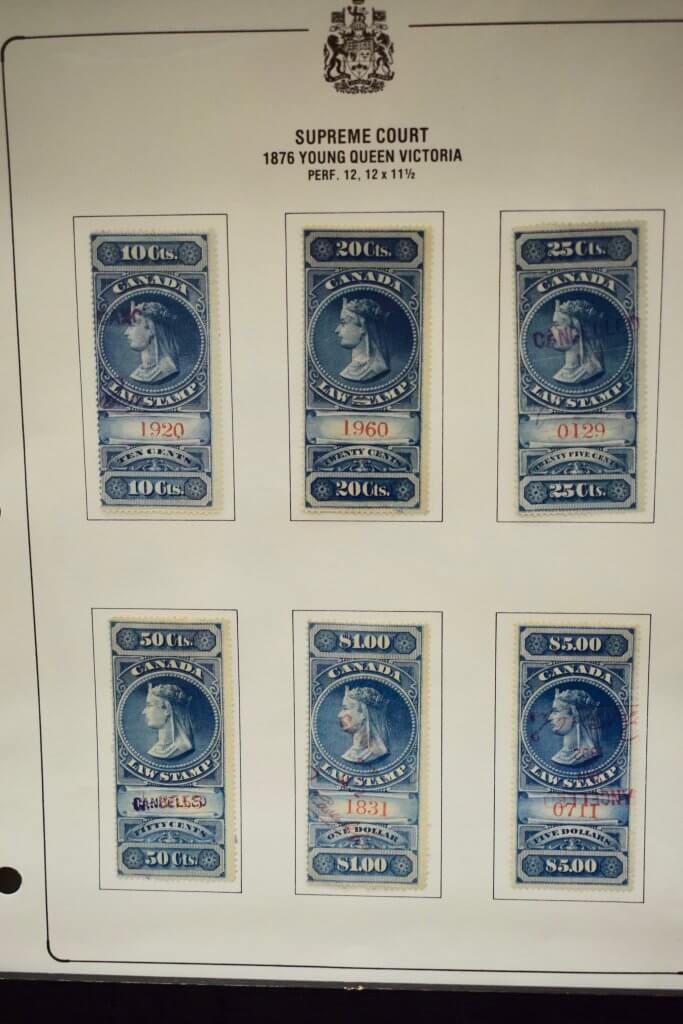 SUPREME COURT
1876 YOUNG QUEEN VICTORIA
PERF. 12, 12 x 11½
10 Cts.
CANADA
LAW STAMP
1920
TEN CENTS
10 Cts.
20 Cts.
CANADA
LAW STAMP
1960
TWENTY CENTS
20 Cts.
25 Cts.
CANADA
CANCELLED
LAW STAMP
0129
TWENTY FIVE CENTS
25 Cts.
50 Cts.
CANADA
LAW STAMP
CANCELLED
FIFTY CENTS
50 Cts.
$1.00
CANADA
LAW STAMP
1831
ONE DOLLAR
$1.00
$5.00
CANADA
LAW STAMP
0711
FIVE DOLLARS
$5.00